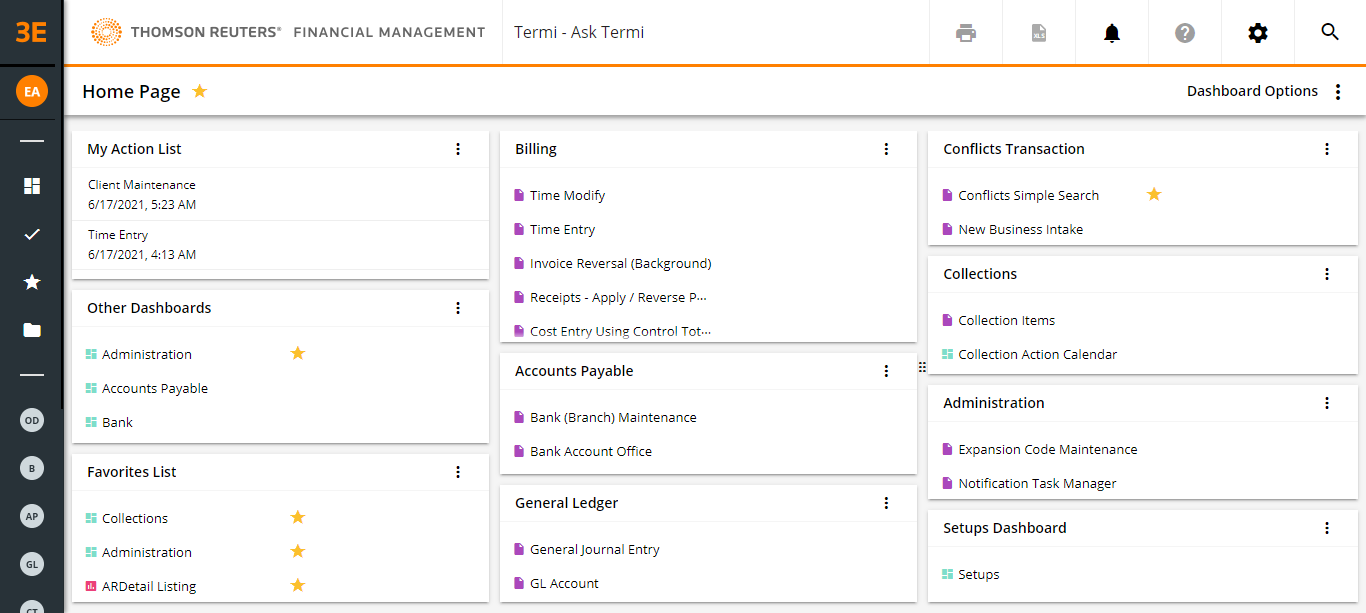 3E
THOMSON REUTERS® FINANCIAL MANAGEMENT
Termi - Ask Termi
XLS
EA
Home Page
Dashboard Options
My Action List
Client Maintenance
6/17/2021, 5:23 AM
Time Entry
6/17/2021, 4:13 AM
Other Dashboards
Administration
Accounts Payable
Bank
Favorites List
Collections
Administration
ARDetail Listing
Billing
Time Modify
Time Entry
Invoice Reversal (Background)
Receipts - Apply / Reverse P...
Cost Entry Using Control Tot...
Accounts Payable
Bank (Branch) Maintenance
Bank Account Office
General Ledger
General Journal Entry
GL Account
Conflicts Transaction
Conflicts Simple Search
New Business Intake
Collections
Collection Items
Collection Action Calendar
Administration
Expansion Code Maintenance
Notification Task Manager
Setups Dashboard
Setups
OD
B
AP
GL
CT